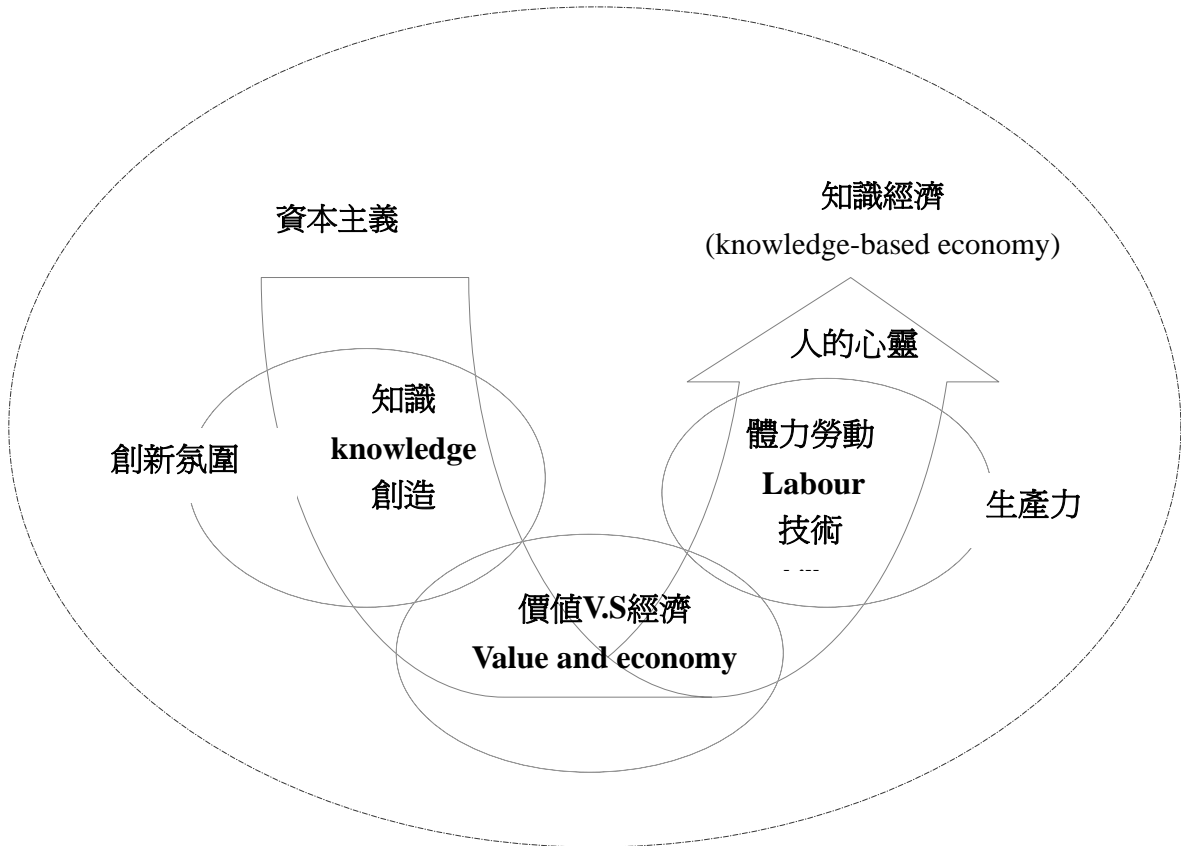 資本主義
知識經濟
(knowledge-based economy)
人的心靈
知識
knowledge
創造
創新氛圍
體力勞動
Labour
技術
生產力
價值V.S經濟
Value and economy